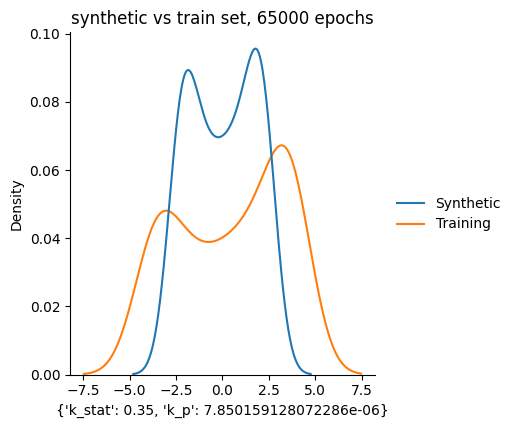 synthetic vs train set, 65000 epochs
0.10
0.08
0.06
0.04
0.02
0.00
Density
−7.5 −5.0 −2.5 0.0 2.5 5.0 7.5
{'k_stat': 0.35, 'k_p': 7.850159128072286e-06}
Synthetic
Training